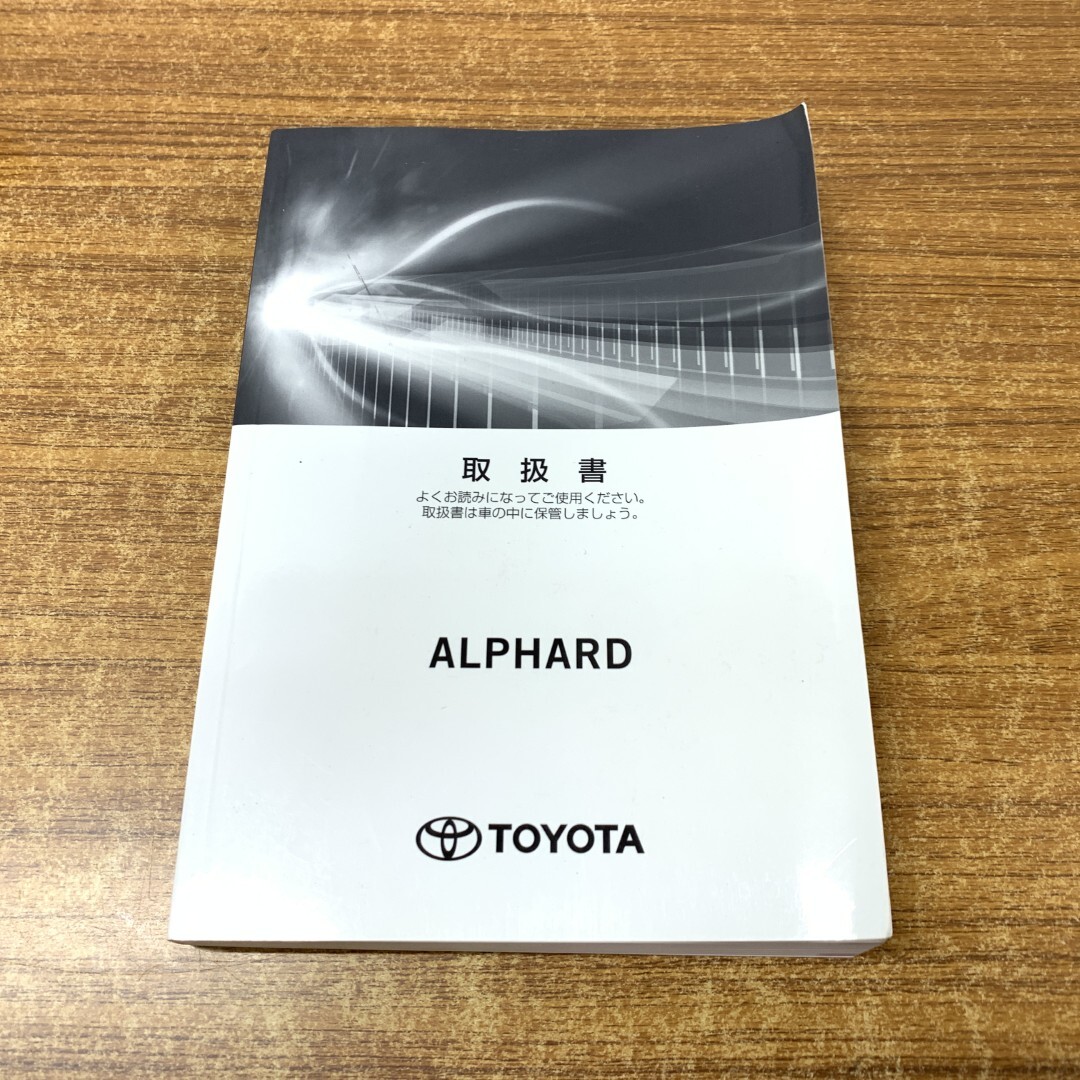 取扱書
よくお読みになってご使用ください。
取扱書は車の中に保管しましょう。
ALPHARD
TOYOTA